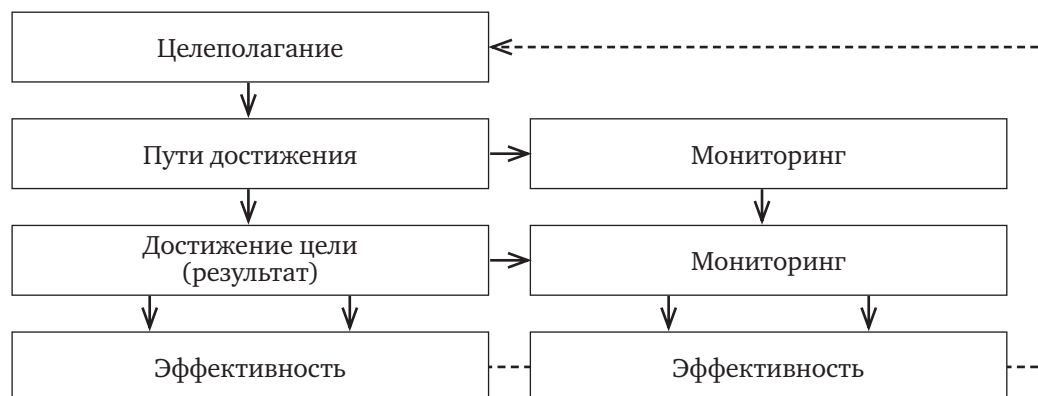 Целеполагание
Пути достижения
Мониторинг
Достижение цели
(результат)
Мониторинг
Эффективность
Эффективность